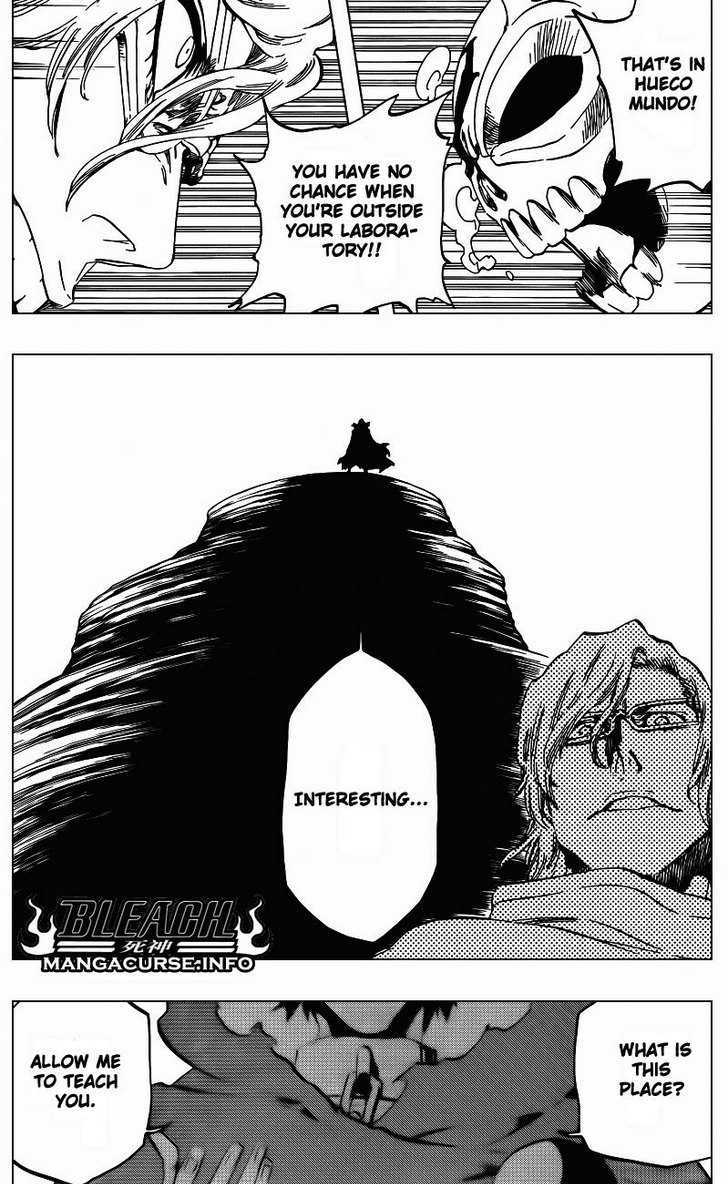 THAT'S IN
HUECO
MUNDO!
YOU HAVE NO
CHANCE WHEN
YOU'RE OUTSIDE
YOUR LABORA-
TORY!!
INTERESTING...
BLEACH
死神
MANGACURSE.INFO
WHAT IS
THIS
PLACE?
ALLOW ME
TO TEACH
YOU.